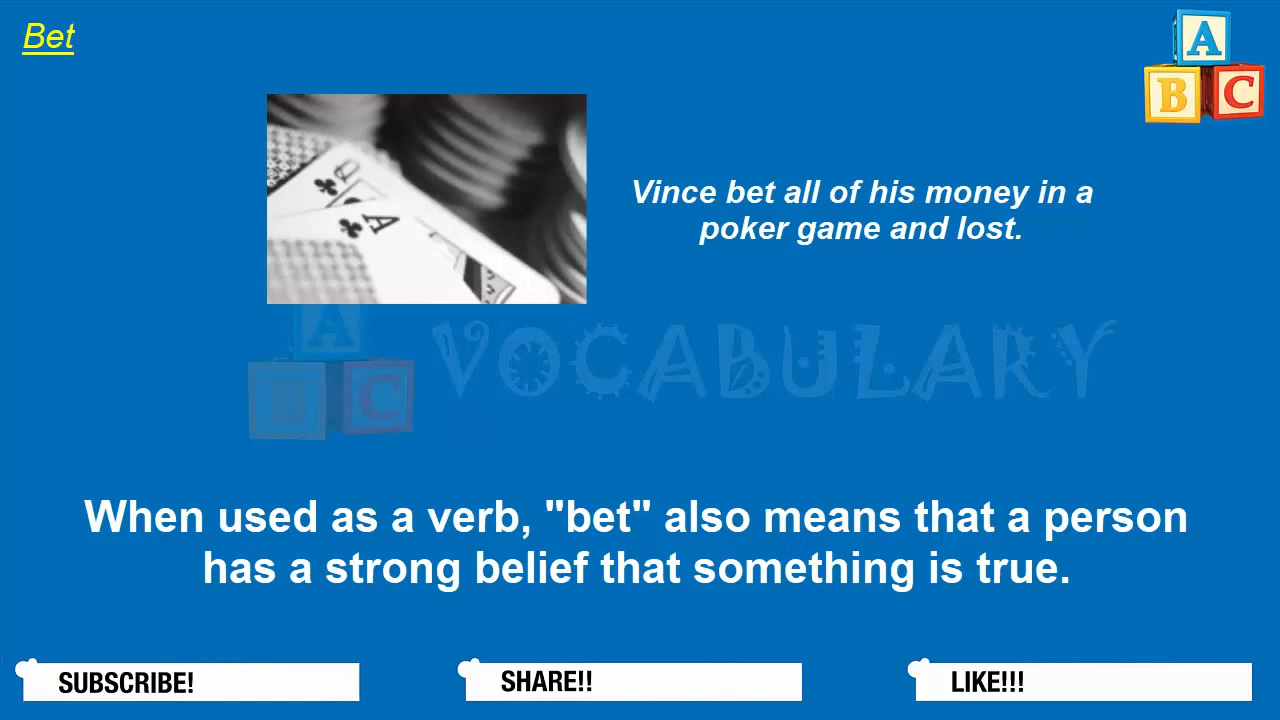 Bet
A
B C
Vince bet all of his money in a
poker game and lost.
A
A
B C
VOCABULARY
When used as a verb, "bet" also means that a person
has a strong belief that something is true.
SUBSCRIBE!
SHARE!!
LIKE!!!